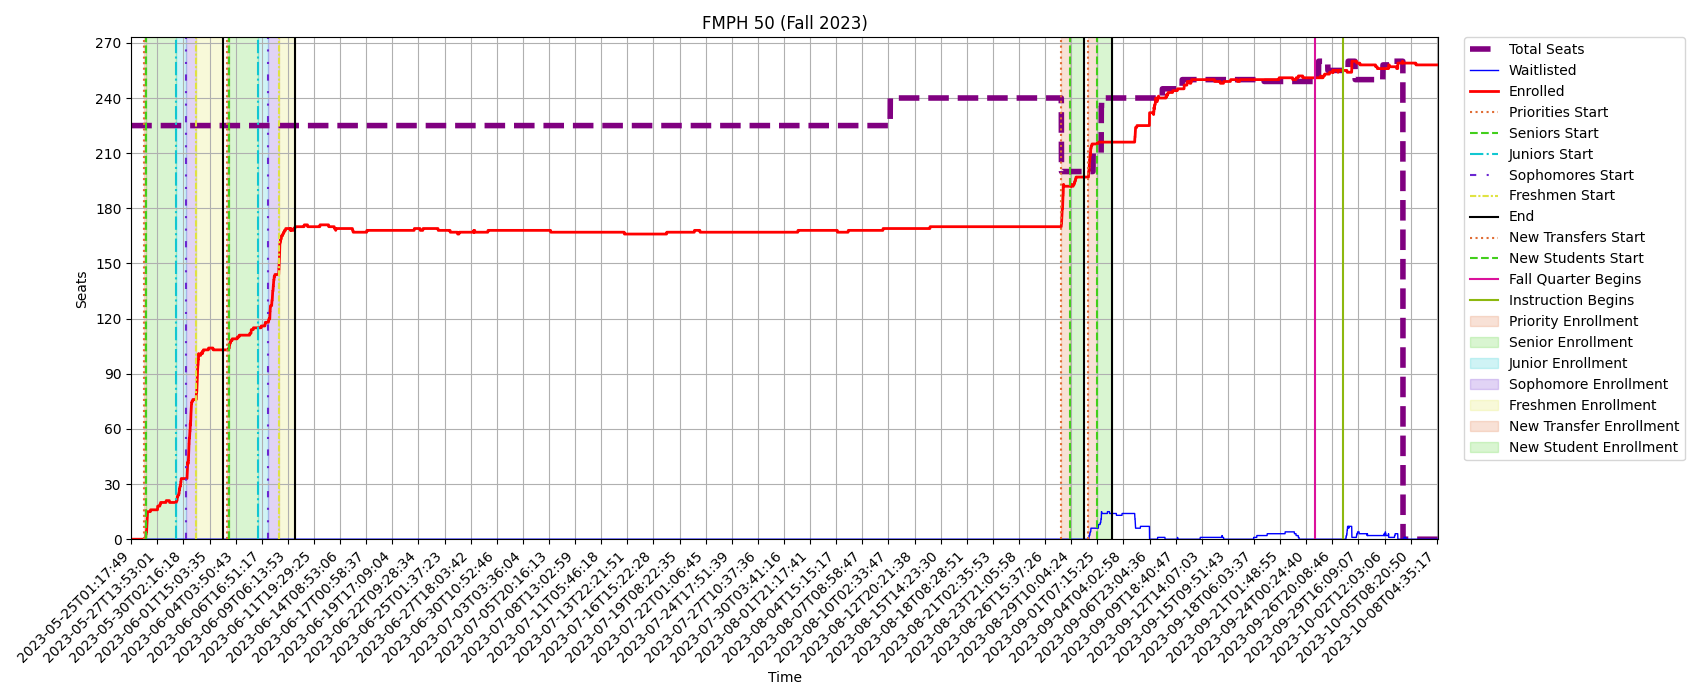 FMPH 50 (Fall 2023)
270
240
210
180
150
120
90
60
30
0
Seats
2023-05-25T01:17:49
2023-05-27T13:53:01
2023-05-30T02:16:18
2023-06-01T15:03:35
2023-06-04T03:50:43
2023-06-06T16:51:17
2023-06-09T06:13:53
2023-06-11T19:29:25
2023-06-14T08:53:06
2023-06-17T00:58:37
2023-06-19T17:09:04
2023-06-22T09:28:34
2023-06-25T01:37:23
2023-06-27T18:03:42
2023-06-30T10:52:46
2023-07-03T03:36:04
2023-07-05T20:16:13
2023-07-08T13:02:59
2023-07-11T05:46:18
2023-07-13T22:21:51
2023-07-16T15:22:28
2023-07-19T08:22:35
2023-07-22T01:06:45
2023-07-24T17:51:39
2023-07-27T10:37:36
2023-07-30T03:41:16
2023-08-01T21:17:41
2023-08-04T15:15:17
2023-08-07T08:58:47
2023-08-10T02:33:47
2023-08-12T20:21:38
2023-08-15T14:23:30
2023-08-18T08:28:51
2023-08-21T02:35:53
2023-08-23T21:05:58
2023-08-26T15:37:26
2023-08-29T10:04:24
2023-09-01T07:15:25
2023-09-04T04:02:58
2023-09-06T23:04:36
2023-09-09T18:40:47
2023-09-12T14:07:03
2023-09-15T09:51:43
2023-09-18T06:03:37
2023-09-21T01:48:55
2023-09-24T00:24:40
2023-09-26T20:08:46
2023-09-29T16:09:07
2023-10-02T12:03:06
2023-10-05T08:20:50
2023-10-08T04:35:17
Time
Total Seats
Waitlisted
Enrolled
Priorities Start
Seniors Start
Juniors Start
Sophomores Start
Freshmen Start
End
New Transfers Start
New Students Start
Fall Quarter Begins
Instruction Begins
Priority Enrollment
Senior Enrollment
Junior Enrollment
Sophomore Enrollment
Freshmen Enrollment
New Transfer Enrollment
New Student Enrollment